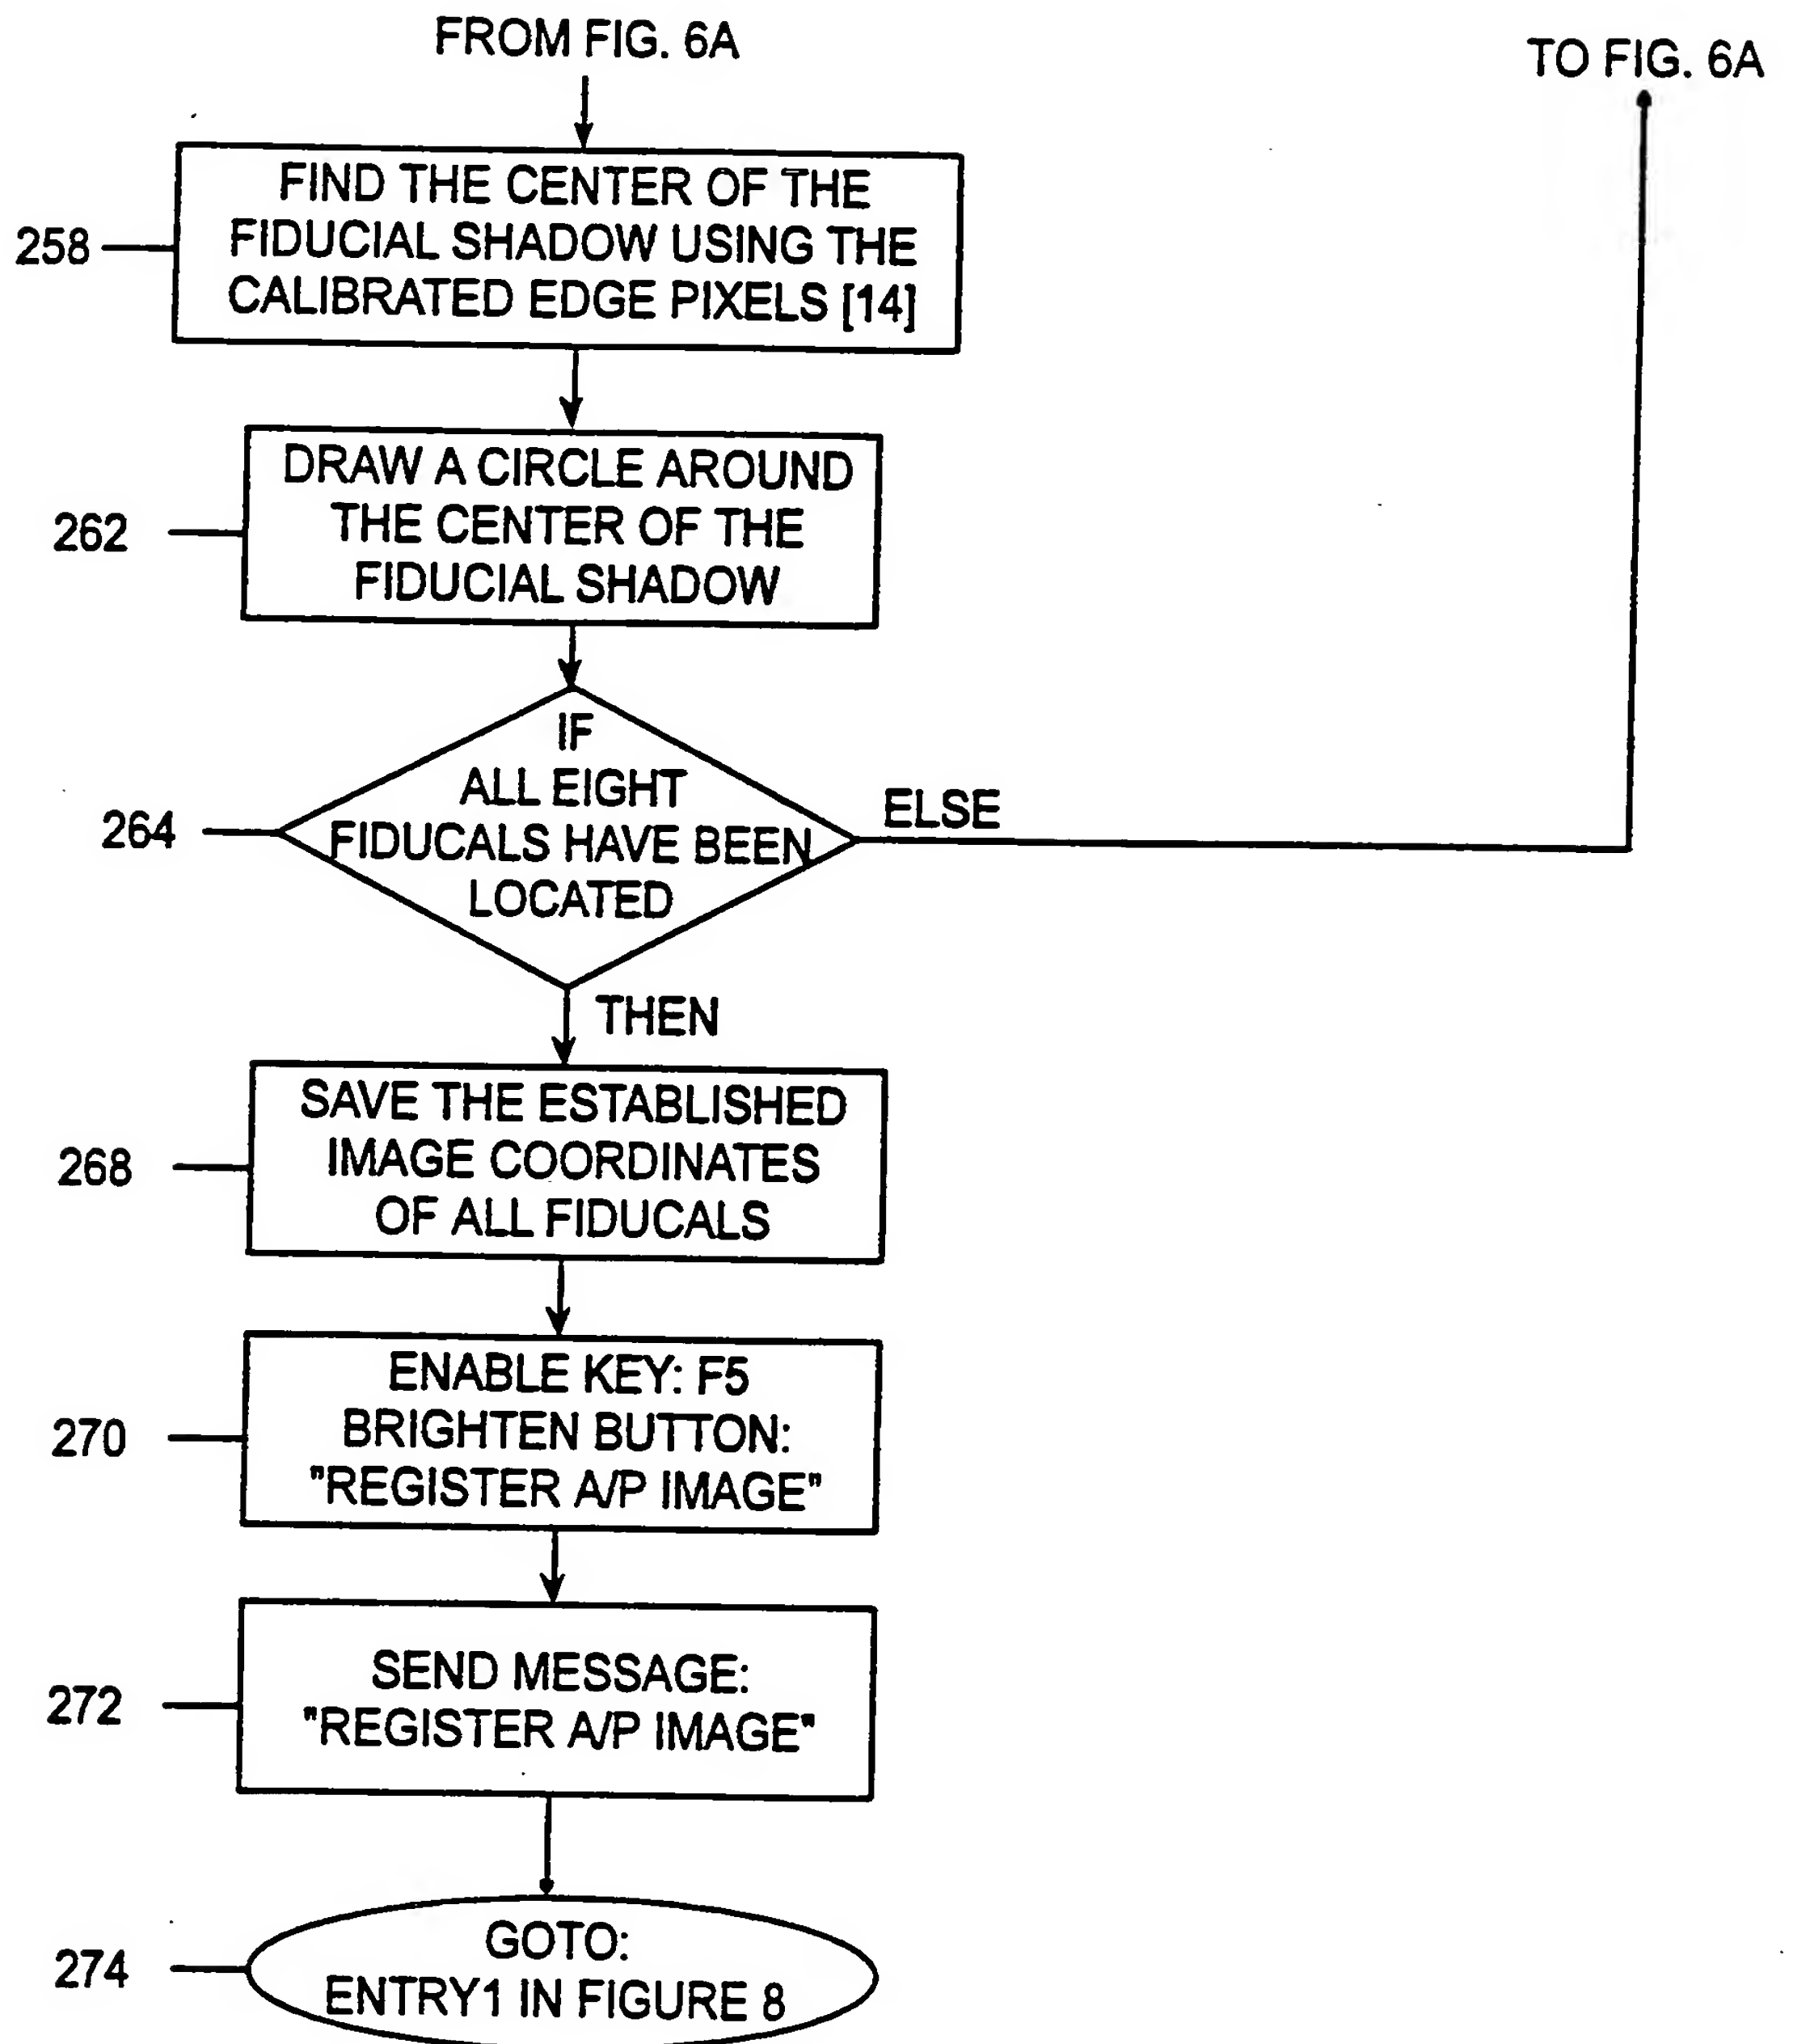 FROM FIG. 6A
TO FIG. 6A
258
FIND THE CENTER OF THE
FIDUCIAL SHADOW USING THE
CALIBRATED EDGE PIXELS [14]
262
DRAW A CIRCLE AROUND
THE CENTER OF THE
FIDUCIAL SHADOW
264
IF
ALL EIGHT
FIDUCALS HAVE BEEN
LOCATED
ELSE
THEN
268
SAVE THE ESTABLISHED
IMAGE COORDINATES
OF ALL FIDUCALS
270
ENABLE KEY: F5
BRIGHTEN BUTTON:
"REGISTER A/P IMAGE"
272
SEND MESSAGE:
"REGISTER A/P IMAGE"
274
GOTO:
ENTRY1 IN FIGURE 8